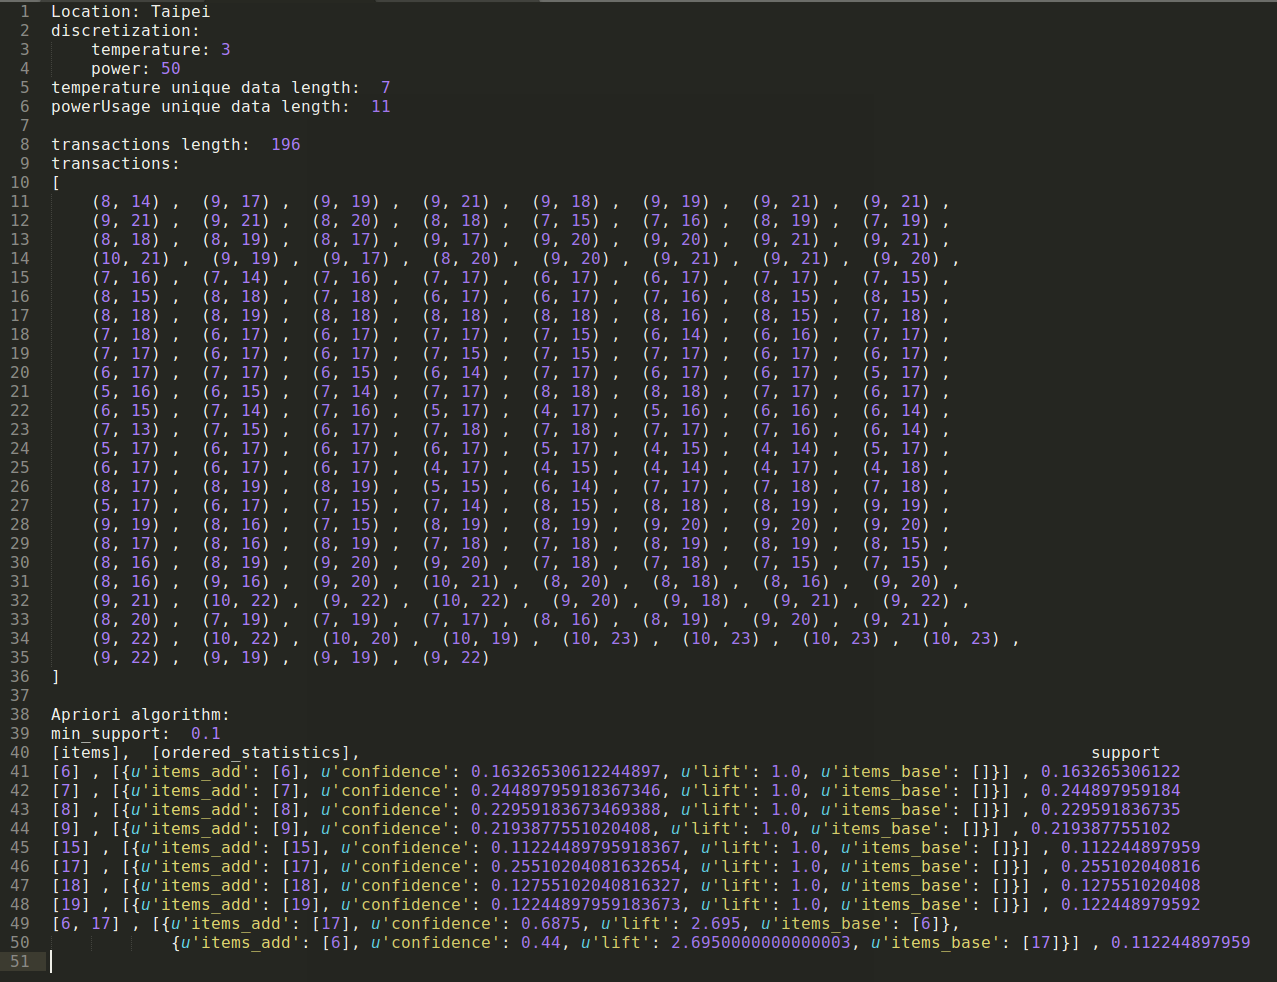 1 Location: Taipei
2 discretization:
3 temperature: 3
4 power: 50
5 temperature unique data length:  7
6 powerUsage unique data length:  11
7
8 transactions length:  196
9 transactions:
10 [
11 (8, 14) ,  (9, 17) ,  (9, 19) ,  (9, 21) ,  (9, 18) ,  (9, 19) ,  (9, 21) ,  (9, 21) ,
12 (9, 21) ,  (9, 21) ,  (8, 20) ,  (8, 18) ,  (7, 15) ,  (7, 16) ,  (8, 19) ,  (7, 19) ,
13 (8, 18) ,  (8, 19) ,  (8, 17) ,  (9, 17) ,  (9, 20) ,  (9, 20) ,  (9, 21) ,  (9, 21) ,
14 (10, 21) ,  (9, 19) ,  (9, 17) ,  (8, 20) ,  (9, 20) ,  (9, 21) ,  (9, 21) ,  (9, 20) ,
15 (7, 16) ,  (7, 14) ,  (7, 16) ,  (7, 17) ,  (6, 17) ,  (6, 17) ,  (7, 17) ,  (7, 15) ,
16 (8, 15) ,  (8, 18) ,  (7, 18) ,  (6, 17) ,  (6, 17) ,  (7, 16) ,  (8, 15) ,  (8, 15) ,
17 (8, 18) ,  (8, 19) ,  (8, 18) ,  (8, 18) ,  (8, 18) ,  (8, 16) ,  (8, 15) ,  (7, 18) ,
18 (7, 18) ,  (6, 17) ,  (6, 17) ,  (7, 17) ,  (7, 15) ,  (6, 14) ,  (6, 16) ,  (7, 17) ,
19 (7, 17) ,  (6, 17) ,  (6, 17) ,  (7, 15) ,  (7, 15) ,  (7, 17) ,  (6, 17) ,  (6, 17) ,
20 (6, 17) ,  (7, 17) ,  (6, 15) ,  (6, 14) ,  (7, 17) ,  (6, 17) ,  (6, 17) ,  (5, 17) ,
21 (5, 16) ,  (6, 15) ,  (7, 14) ,  (7, 17) ,  (8, 18) ,  (8, 18) ,  (7, 17) ,  (6, 17) ,
22 (6, 15) ,  (7, 14) ,  (7, 16) ,  (5, 17) ,  (4, 17) ,  (5, 16) ,  (6, 16) ,  (6, 14) ,
23 (7, 13) ,  (7, 15) ,  (6, 17) ,  (7, 18) ,  (7, 18) ,  (7, 17) ,  (7, 16) ,  (6, 14) ,
24 (5, 17) ,  (6, 17) ,  (6, 17) ,  (6, 17) ,  (5, 17) ,  (4, 15) ,  (4, 14) ,  (5, 17) ,
25 (6, 17) ,  (6, 17) ,  (6, 17) ,  (4, 17) ,  (4, 15) ,  (4, 14) ,  (4, 17) ,  (4, 18) ,
26 (8, 17) ,  (8, 19) ,  (8, 19) ,  (5, 15) ,  (6, 14) ,  (7, 17) ,  (7, 18) ,  (7, 18) ,
27 (5, 17) ,  (6, 17) ,  (7, 15) ,  (7, 14) ,  (8, 15) ,  (8, 18) ,  (8, 19) ,  (9, 19) ,
28 (9, 19) ,  (8, 16) ,  (7, 15) ,  (8, 19) ,  (8, 19) ,  (9, 20) ,  (9, 20) ,  (9, 20) ,
29 (8, 17) ,  (8, 16) ,  (8, 19) ,  (7, 18) ,  (7, 18) ,  (8, 19) ,  (8, 19) ,  (8, 15) ,
30 (8, 16) ,  (8, 19) ,  (9, 20) ,  (9, 20) ,  (7, 18) ,  (7, 18) ,  (7, 15) ,  (7, 15) ,
31 (8, 16) ,  (9, 16) ,  (9, 20) ,  (10, 21) ,  (8, 20) ,  (8, 18) ,  (8, 16) ,  (9, 20) ,
32 (9, 21) ,  (10, 22) ,  (9, 22) ,  (10, 22) ,  (9, 20) ,  (9, 18) ,  (9, 21) ,  (9, 22) ,
33 (8, 20) ,  (7, 19) ,  (7, 19) ,  (7, 17) ,  (8, 16) ,  (8, 19) ,  (9, 20) ,  (9, 21) ,
34 (9, 22) ,  (10, 22) ,  (10, 20) ,  (10, 19) ,  (10, 23) ,  (10, 23) ,  (10, 23) ,  (10, 23) ,
35 (9, 22) ,  (9, 19) ,  (9, 19) ,  (9, 22)
36 ]
37
38 Apriori algorithm:
39 min_support:  0.1
40 [items],  [ordered_statistics],  support
41 [6] , [{u'items_add': [6], u'confidence': 0.16326530612244897, u'lift': 1.0, u'items_base': []}] , 0.163265306122
42 [7] , [{u'items_add': [7], u'confidence': 0.24489795918367346, u'lift': 1.0, u'items_base': []}] , 0.244897959184
43 [8] , [{u'items_add': [8], u'confidence': 0.22959183673469388, u'lift': 1.0, u'items_base': []}] , 0.229591836735
44 [9] , [{u'items_add': [9], u'confidence': 0.2193877551020408, u'lift': 1.0, u'items_base': []}] , 0.219387755102
45 [15] , [{u'items_add': [15], u'confidence': 0.11224489795918367, u'lift': 1.0, u'items_base': []}] , 0.112244897959
46 [17] , [{u'items_add': [17], u'confidence': 0.25510204081632654, u'lift': 1.0, u'items_base': []}] , 0.255102040816
47 [18] , [{u'items_add': [18], u'confidence': 0.12755102040816327, u'lift': 1.0, u'items_base': []}] , 0.127551020408
48 [19] , [{u'items_add': [19], u'confidence': 0.12244897959183673, u'lift': 1.0, u'items_base': []}] , 0.122448979592
49 [6, 17] , [{u'items_add': [17], u'confidence': 0.6875, u'lift': 2.695, u'items_base': [6]},
50 {u'items_add': [6], u'confidence': 0.44, u'lift': 2.6950000000000003, u'items_base': [17]}] , 0.112244897959
51